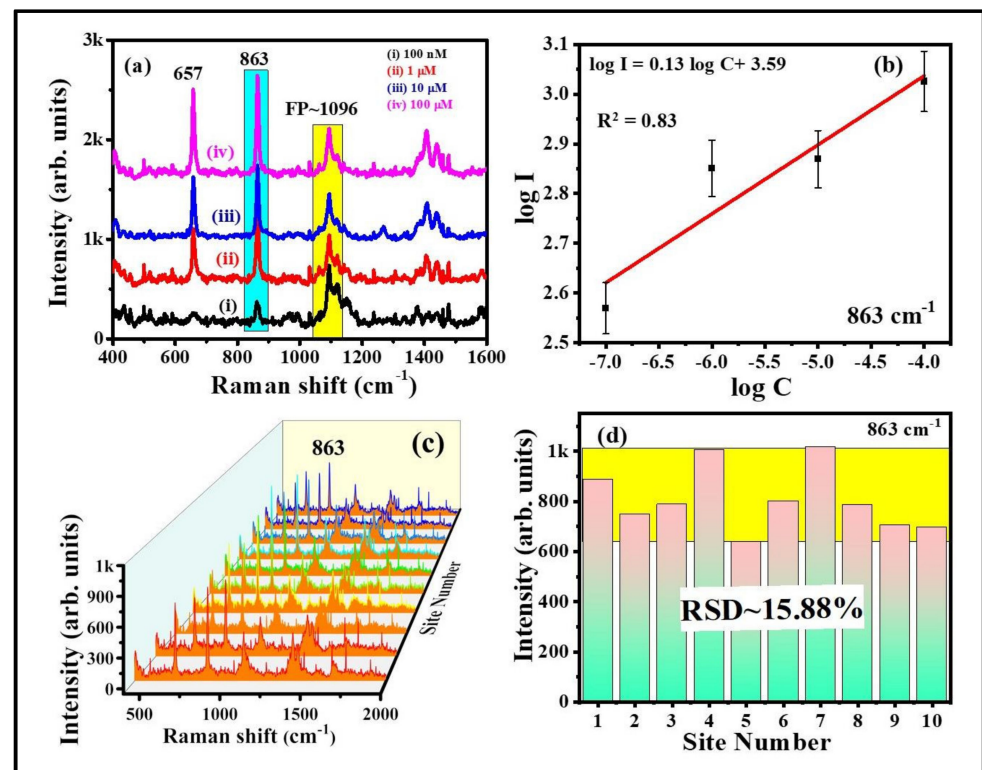 (a)
657
863
FP~1096
(i) 100 nM
(ii) 1 µM
(iii) 10 µM
(iv) 100 µM
(iv)
(iii)
(ii)
(i)
3k
2k
1k
0
400 600 800 1000 1200 1400 1600
Intensity (arb. units)
Raman shift (cm⁻¹)
(b)
log I = 0.13 log C+ 3.59
R² = 0.83
863 cm⁻¹
3.1
3.0
2.9
2.8
2.7
2.6
2.5
-7.0 -6.5 -6.0 -5.5 -5.0 -4.5 -4.0
log I
log C
(c)
863
1k
900
600
300
0
500 1000 1500 2000
Intensity (arb. units)
Raman shift (cm⁻¹)
Site Number
(d)
863 cm⁻¹
RSD~15.88%
1k
800
600
400
200
0
1 2 3 4 5 6 7 8 9 10
Intensity (arb. units)
Site Number